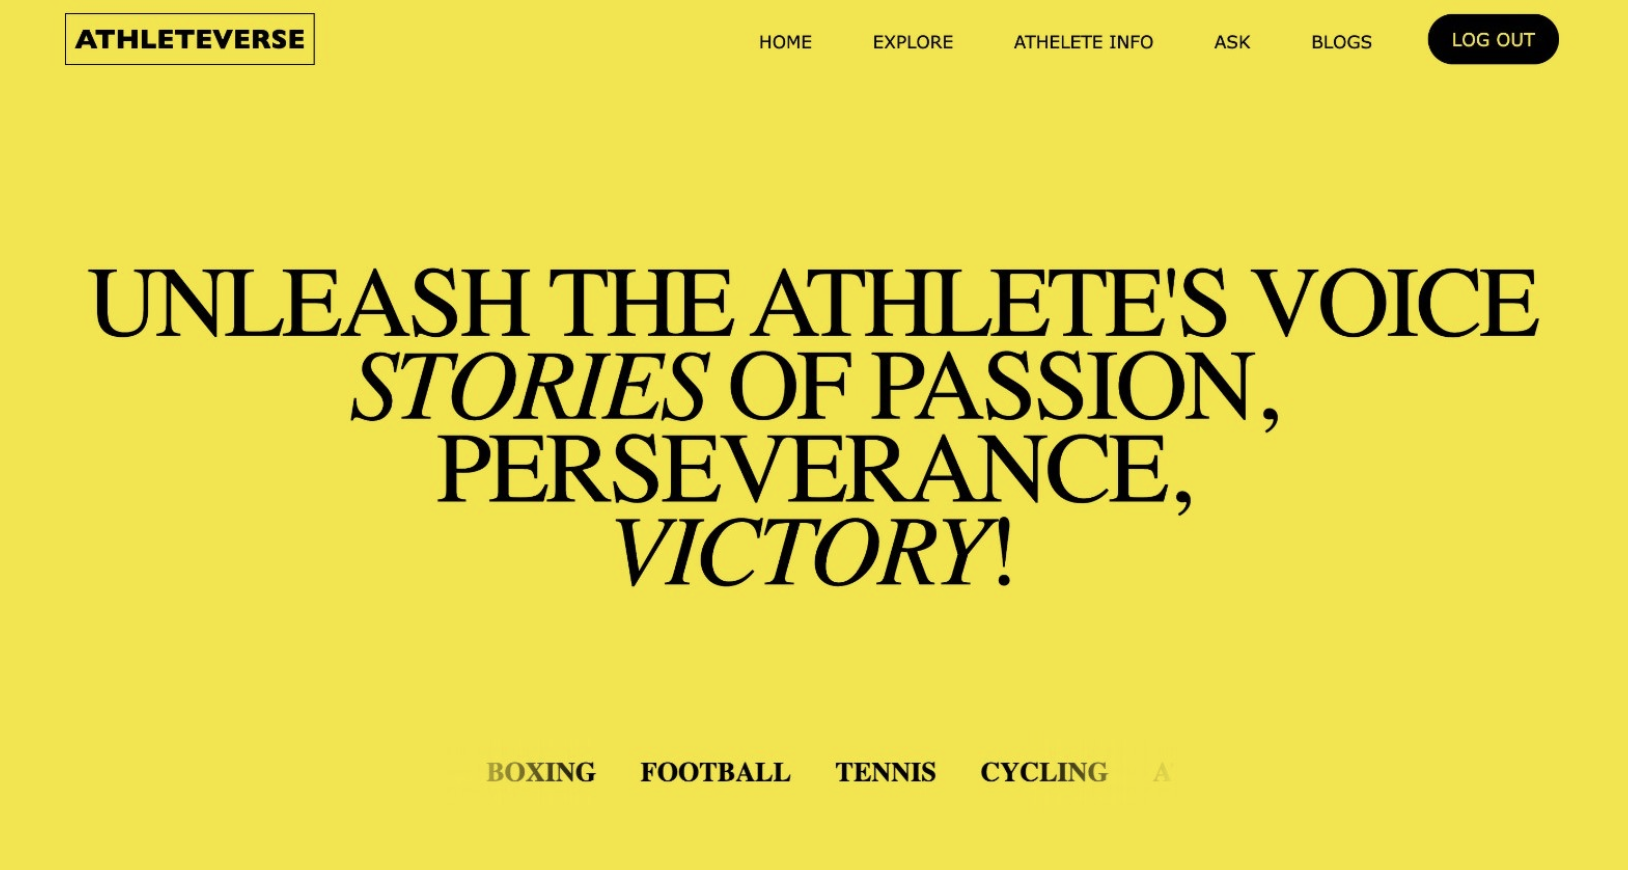 ATHLETEVERSE
HOME EXPLORE ATHELETE INFO ASK BLOGS LOG OUT
UNLEASH THE ATHLETE'S VOICE
STORIES OF PASSION,
PERSEVERANCE,
VICTORY!
BOXING FOOTBALL TENNIS CYCLING